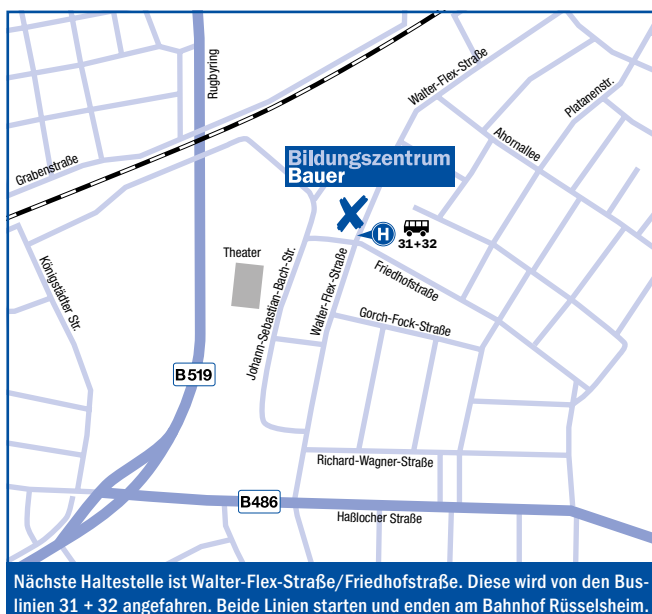 Rugbyring
Walter-Flex-Straße
Platanenstr.
Ahornallee
Grabenstraße
Bildungszentrum
Bauer
H
31+32
Theater
Königstädter Str.
Johann-Sebastian-Bach-Str.
Walter-Flex-Straße
Friedhofstraße
Gorch-Fock-Straße
B519
Richard-Wagner-Straße
B486
Haßlocher Straße
Nächste Haltestelle ist Walter-Flex-Straße/Friedhofstraße. Diese wird von den Bus-
linien 31 + 32 angefahren. Beide Linien starten und enden am Bahnhof Rüsselsheim.